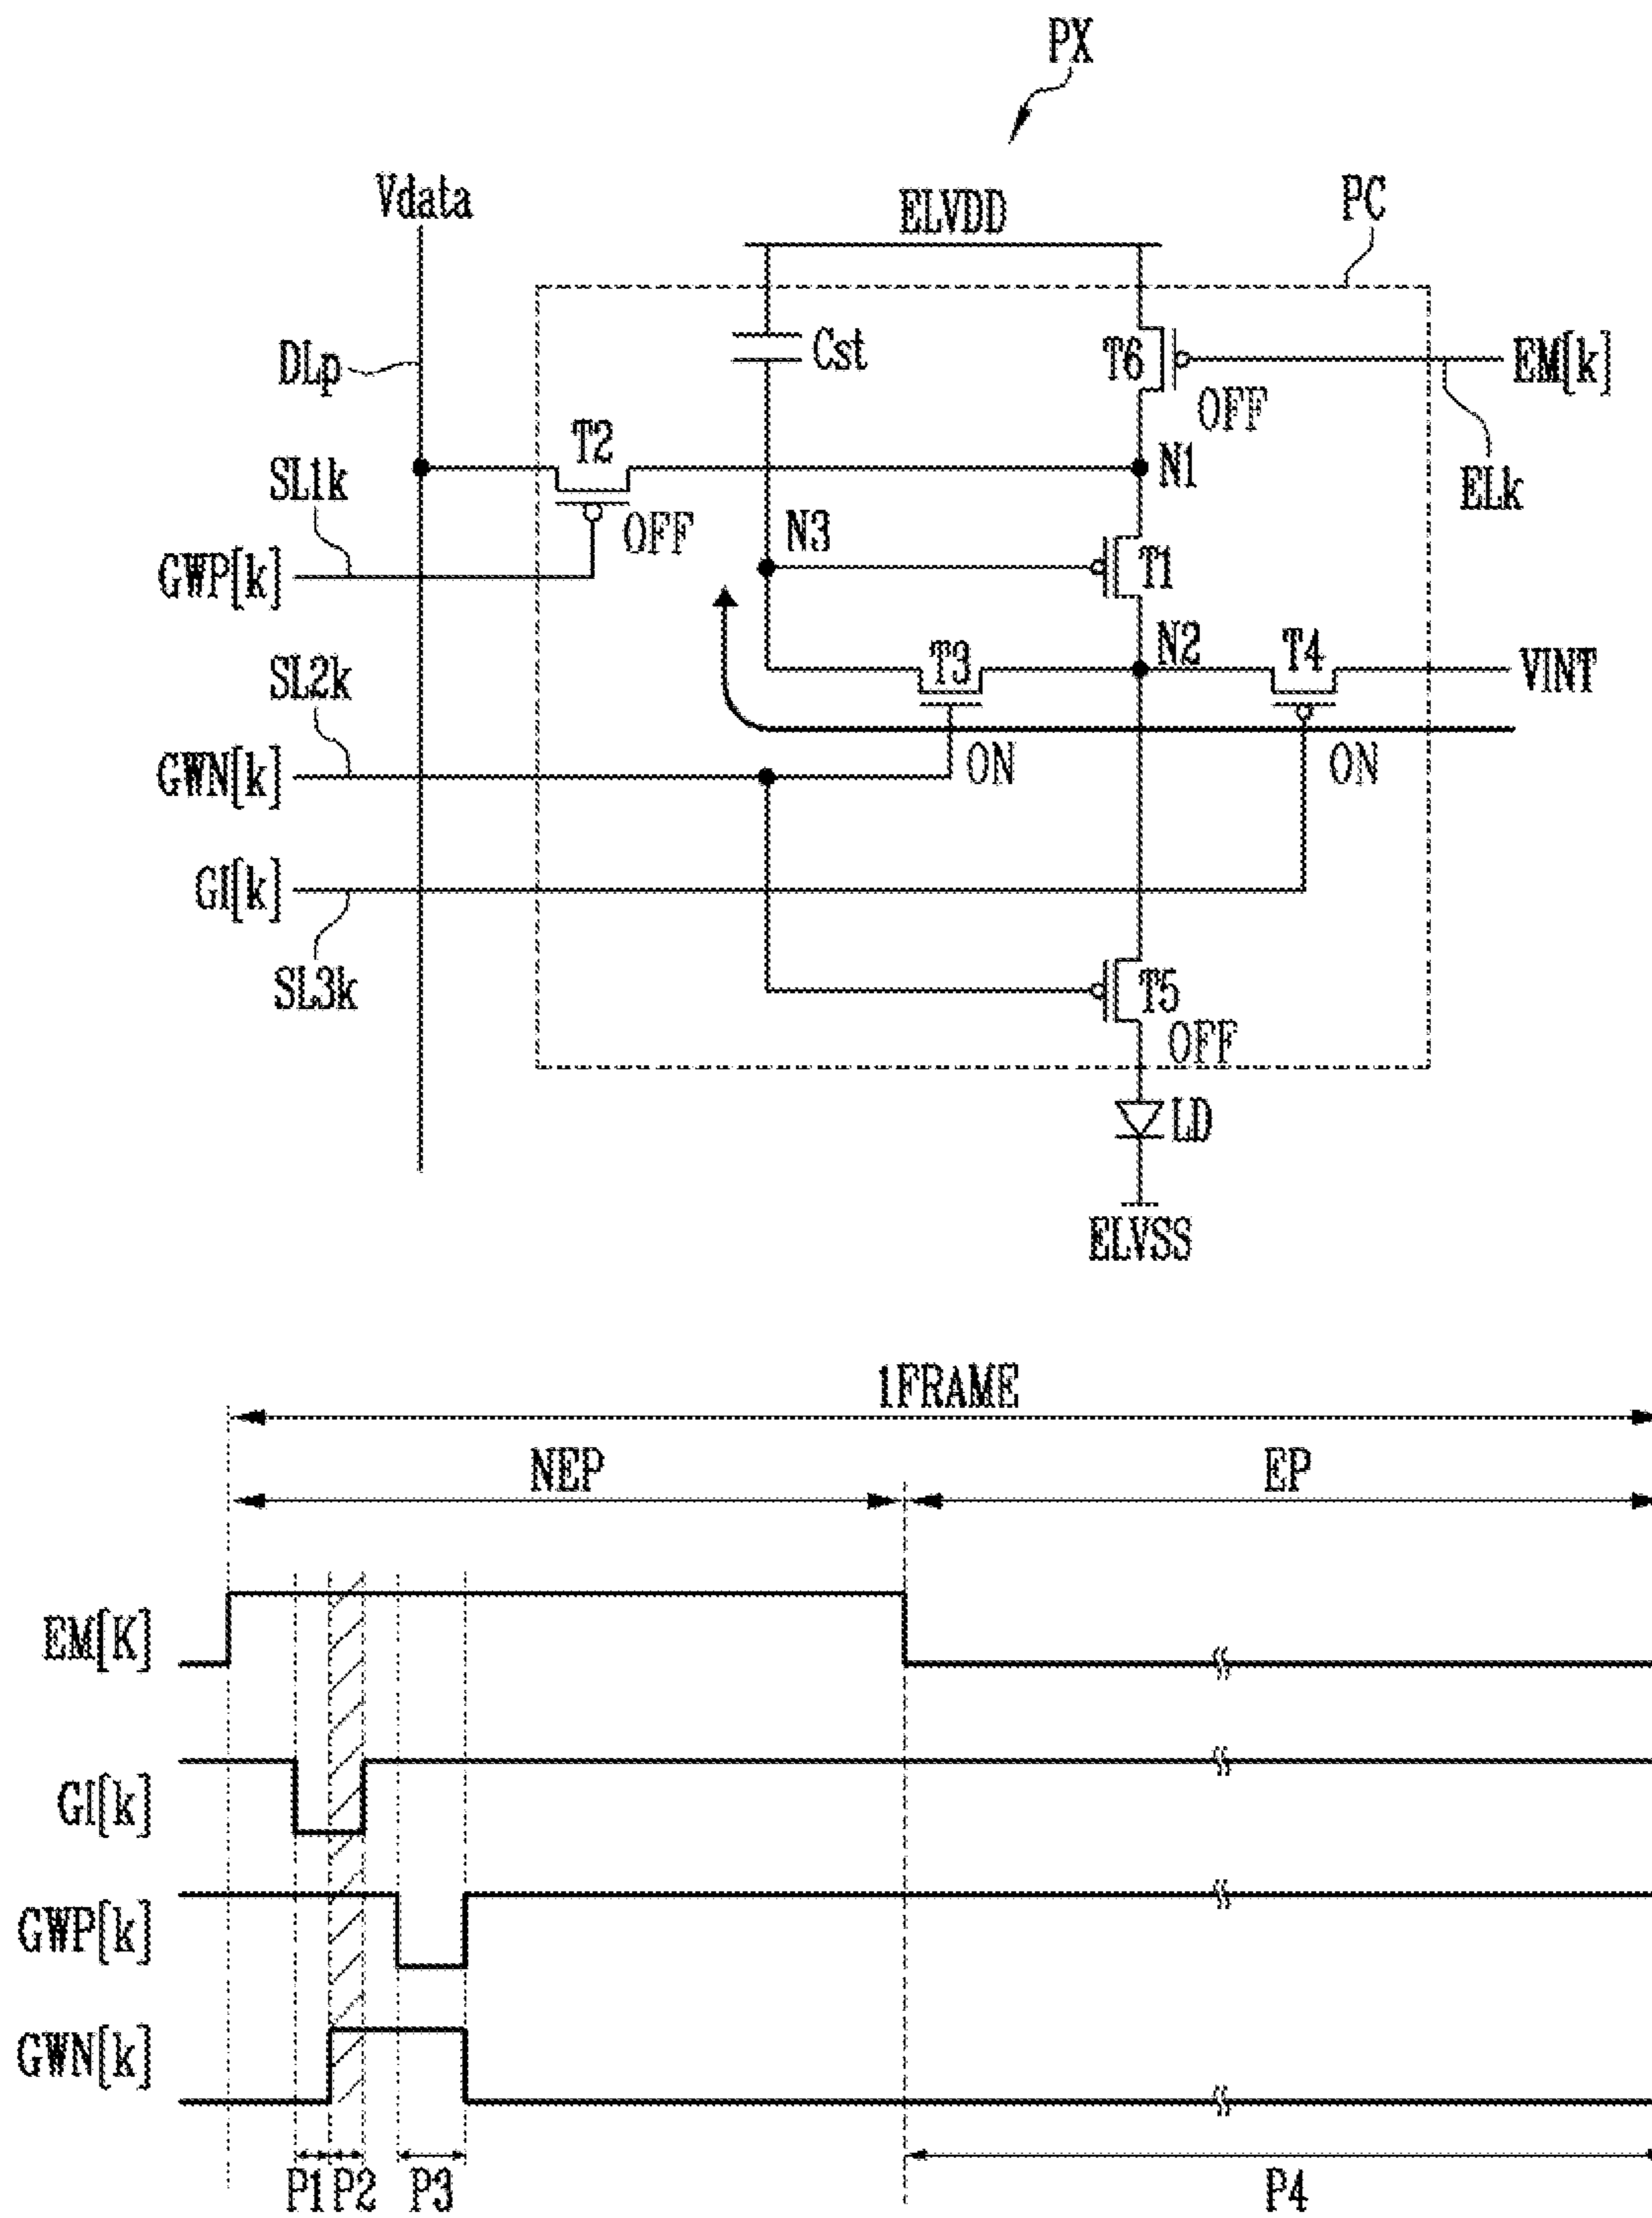 PX
Vdata
ELVDD
PC
DLp
Cst
T6
EM[k]
OFF
T2
N1
SL1k
ELk
OFF
N3
GWP[k]
T1
N2
T3
T4
VINT
SL2k
GWN[k]
ON
ON
GI[k]
SL3k
T5
OFF
LD
ELVSS
1FRAME
NEP
EP
EM[K]
GI[k]
GWP[k]
GWN[k]
P1
P2
P3
P4